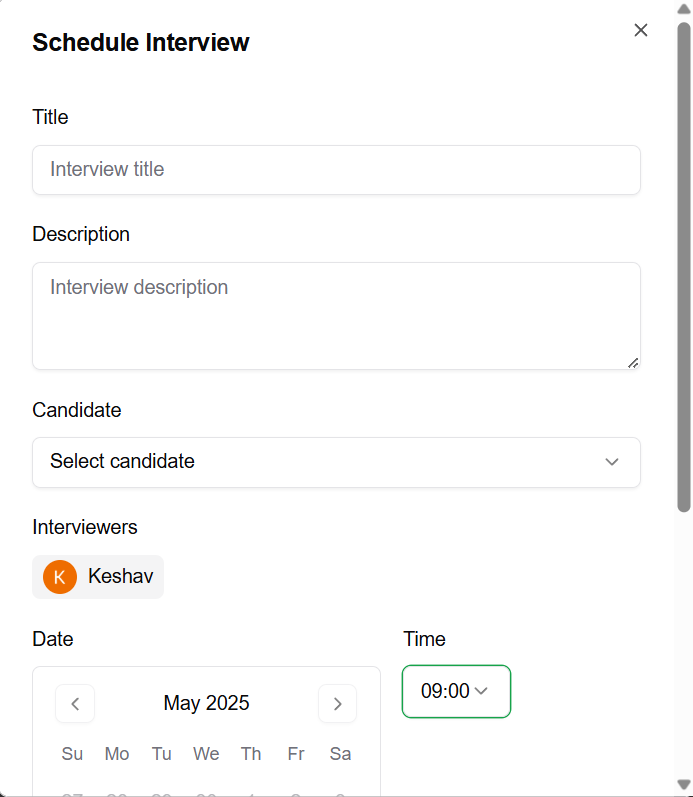 Schedule Interview
Title
Interview title
Description
Interview description
Candidate
Select candidate
Interviewers
K Keshav
Date Time
May 2025 09:00
Su Mo Tu We Th Fr Sa